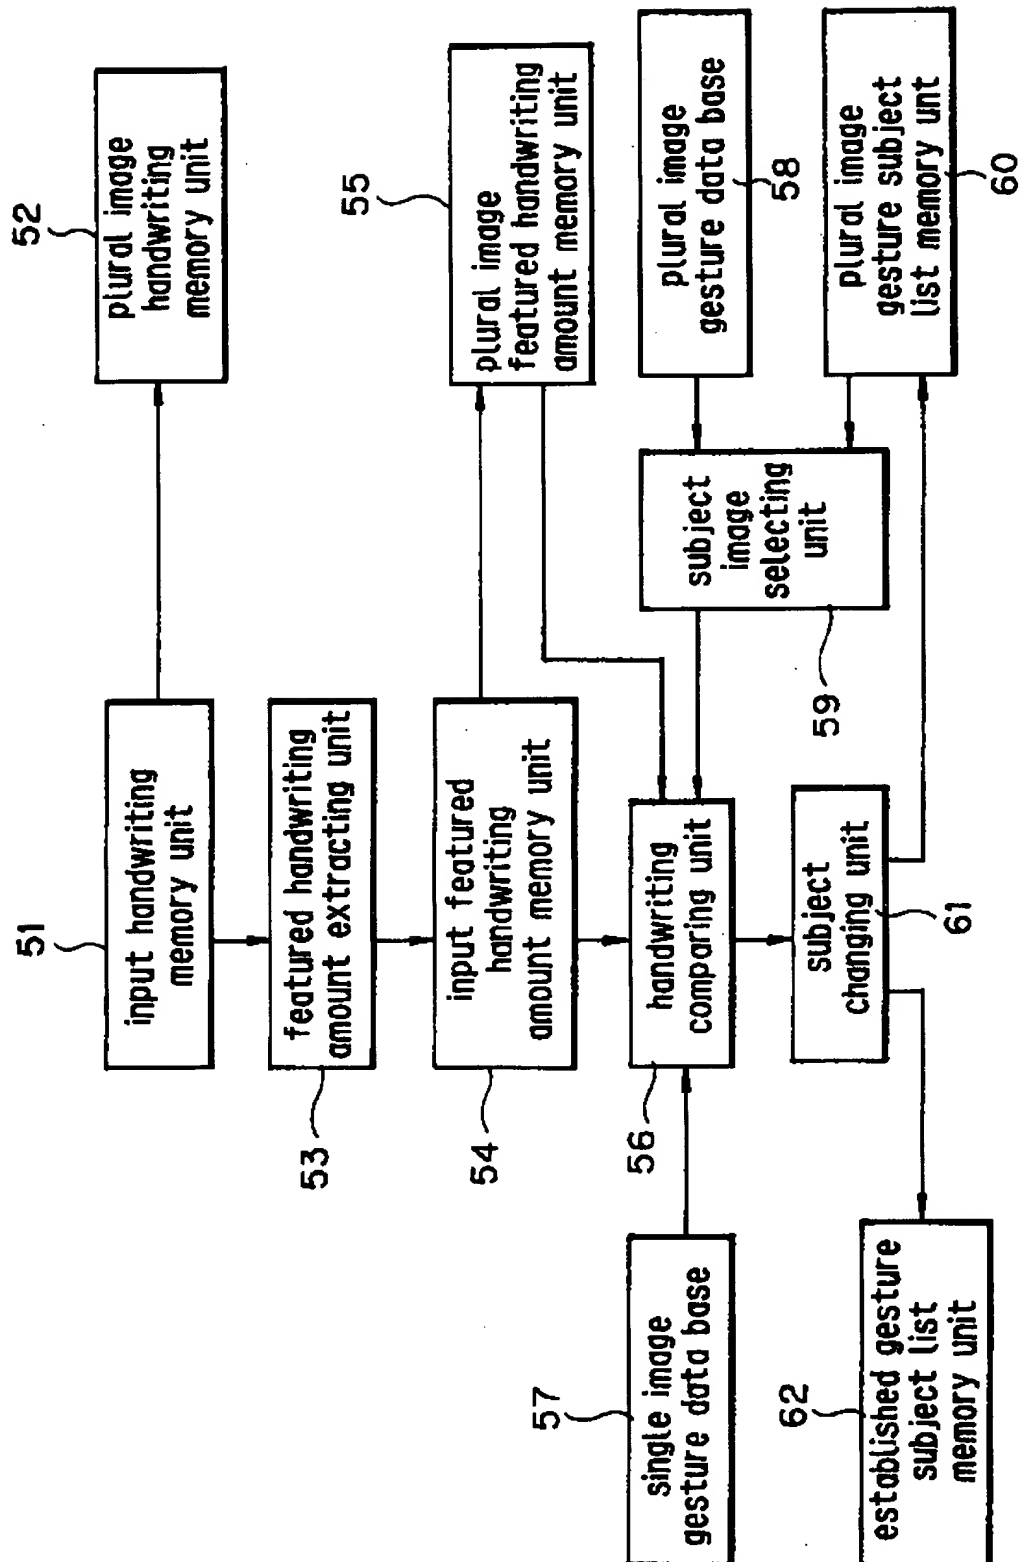 51
input handwriting
memory unit
52
plural image
handwriting
memory unit
53
featured handwriting
amount extracting unit
54
input featured
handwriting
amount memory unit
55
plural image
featured handwriting
amount memory unit
56
handwriting
comparing unit
57
single image
gesture data base
58
plural image
gesture data base
59
subject
image
selecting
unit
60
plural image
gesture subject
list memory unt
61
subject
changing unit
62
established gesture
subject list
memory unit